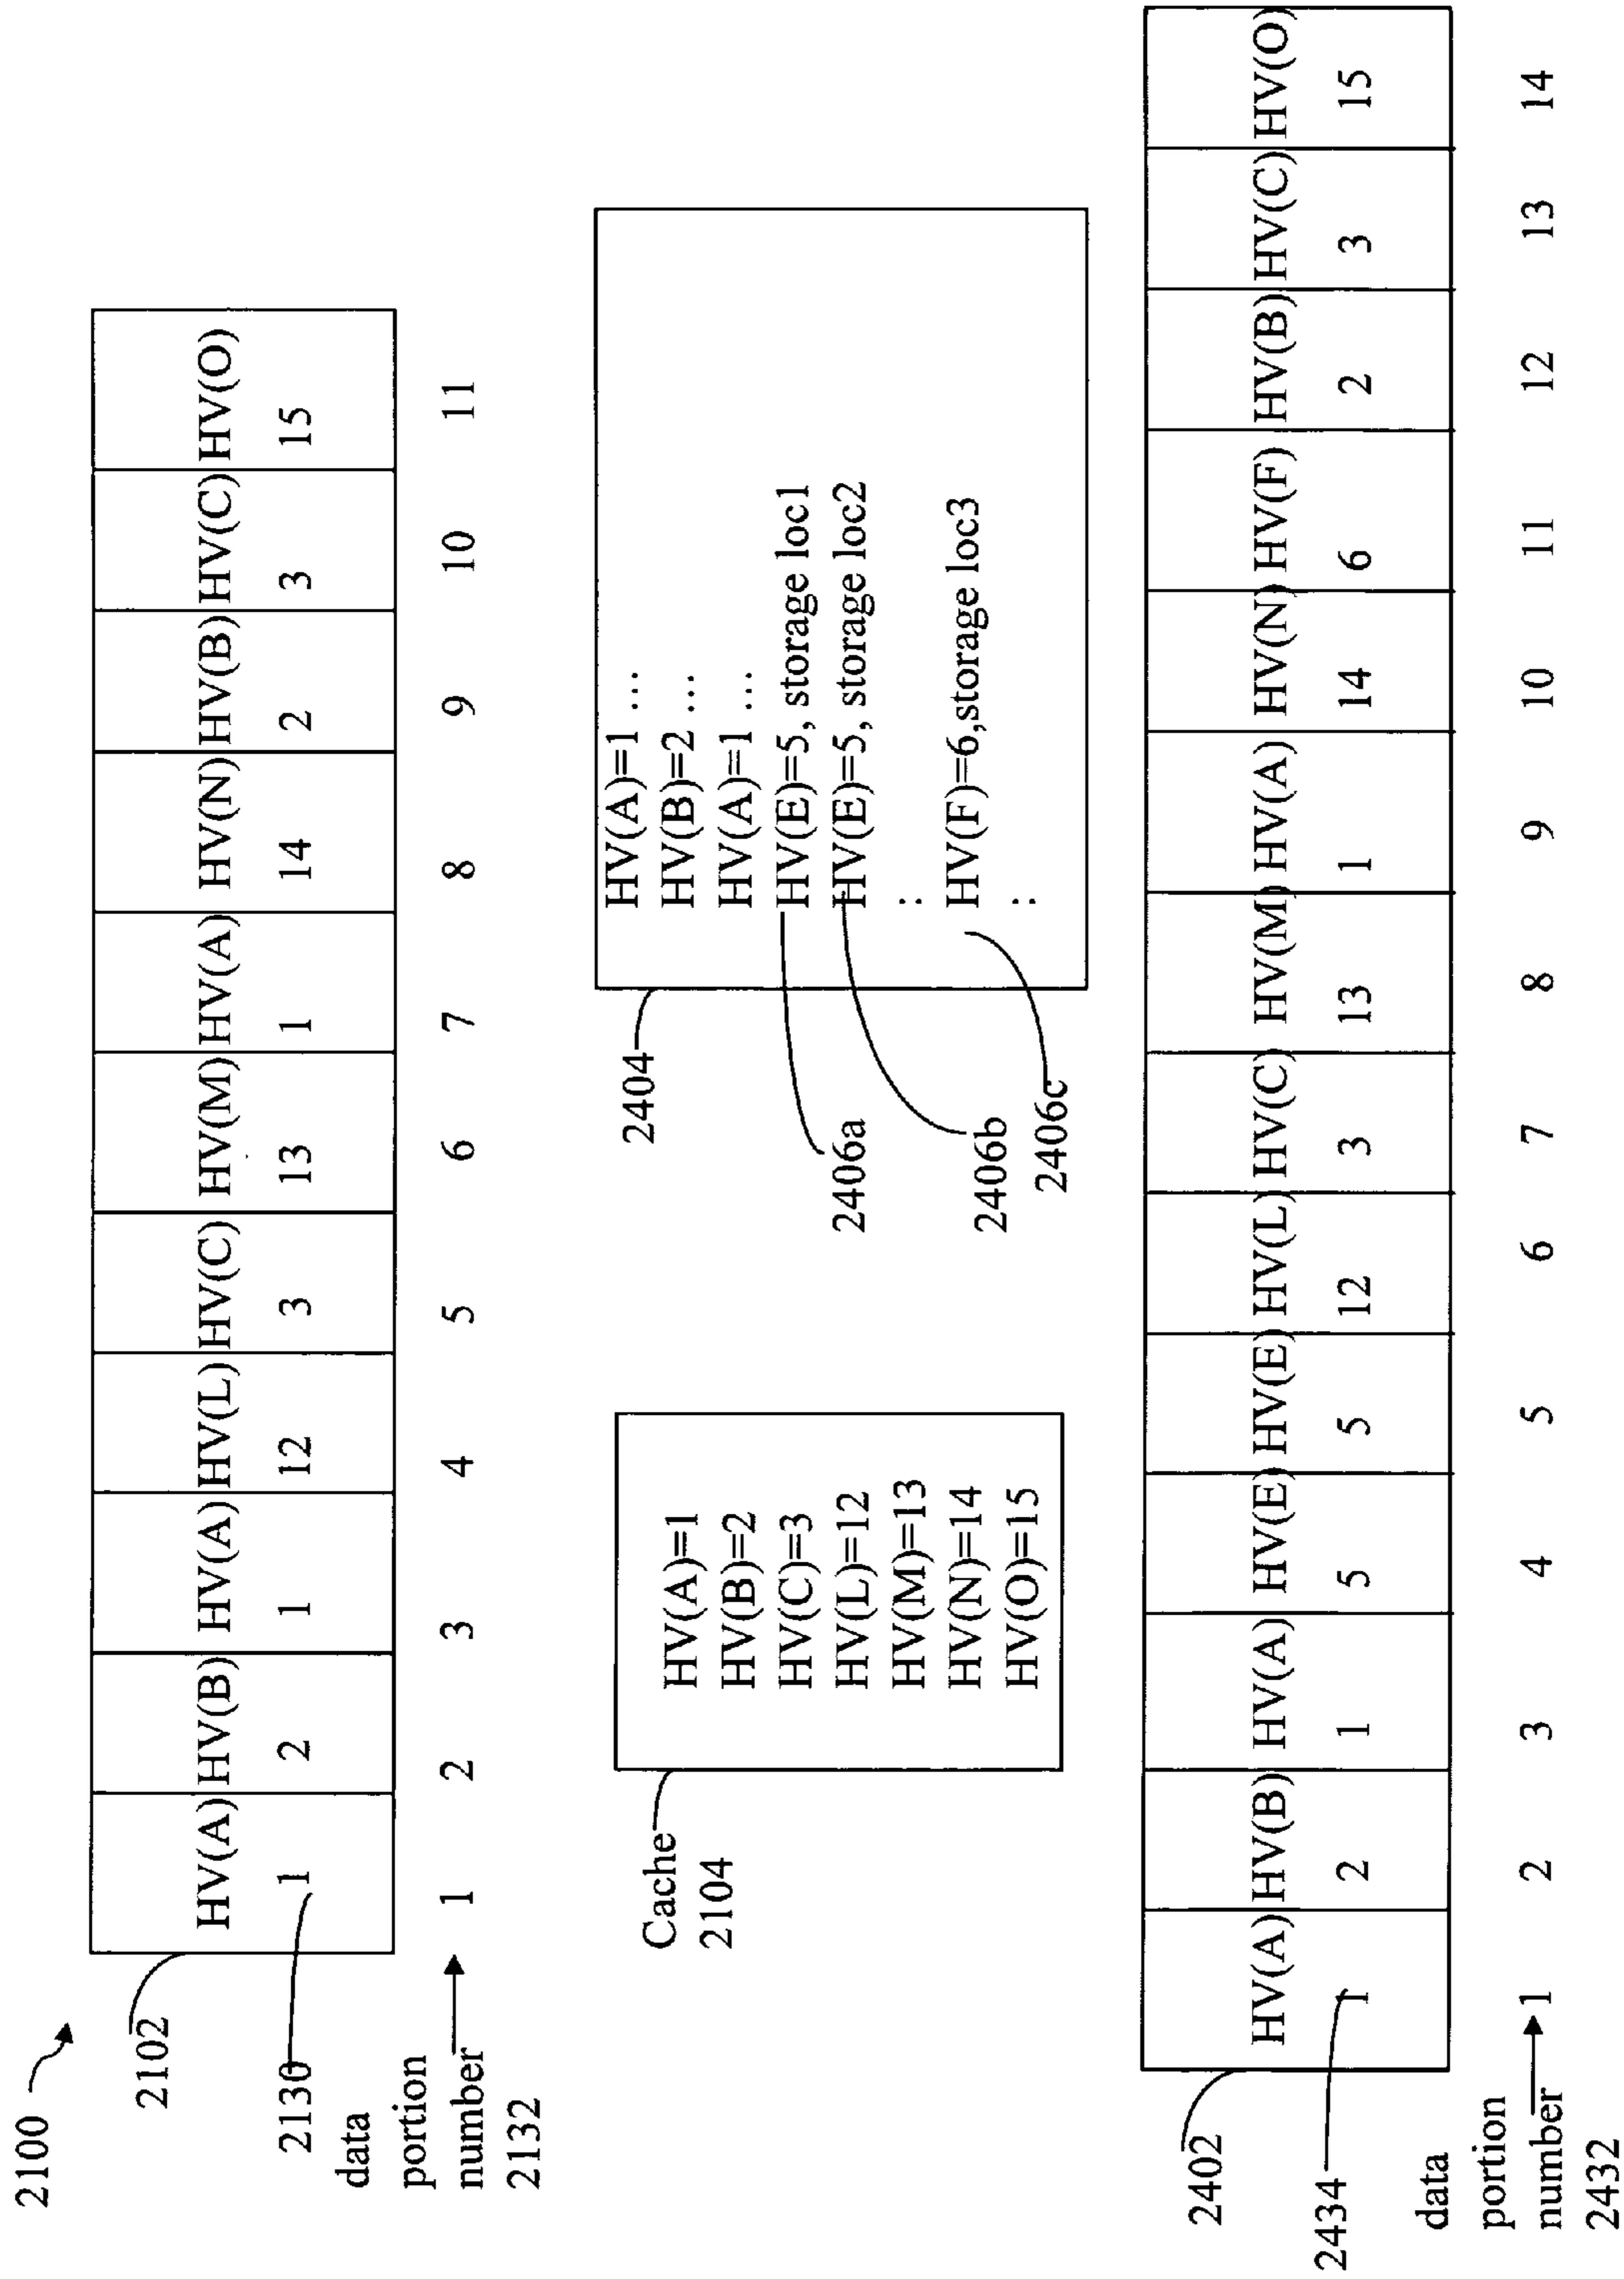 2100
2102
HV(A) HV(B) HV(A) HV(L) HV(C) HV(M) HV(A) HV(N) HV(B) HV(C) HV(O)
1 2 1 12 3 13 1 14 2 3 15
2130
data
portion
number 1 2 3 4 5 6 7 8 9 10 11
2132
Cache
2104
HV(A)=1
HV(B)=2
HV(C)=3
HV(L)=12
HV(M)=13
HV(N)=14
HV(O)=15
2404
HV(A)=1 ...
HV(B)=2 ...
HV(A)=1 ...
HV(E)=5, storage loc1
HV(E)=5, storage loc2
:
HV(F)=6,storage loc3
:
2406a
2406b
2406c
2402
HV(A) HV(B) HV(A) HV(E) HV(E) HV(L) HV(C) HV(M) HV(A) HV(N) HV(F) HV(B) HV(C) HV(O)
1 2 1 5 5 12 3 13 1 14 6 2 3 15
2434
data
portion
number 1 2 3 4 5 6 7 8 9 10 11 12 13 14
2432